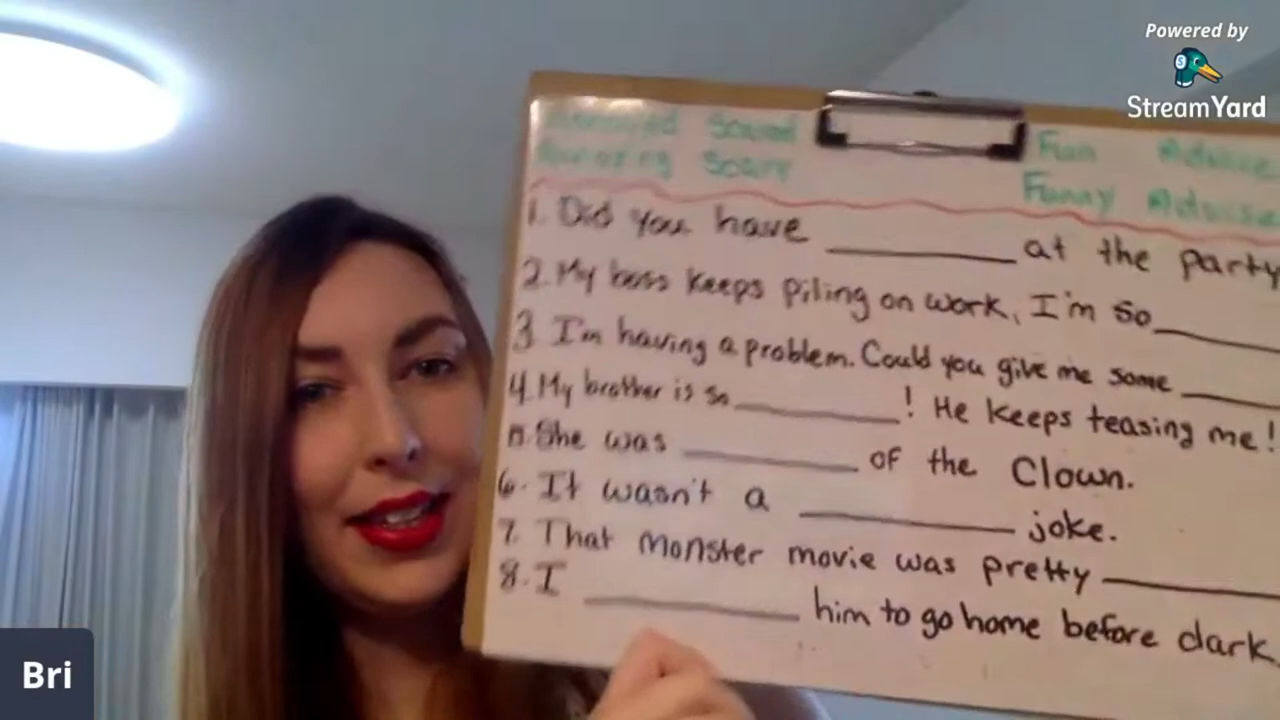 Powered by
StreamYard
Annoyed Scared Fun Advice
Annoying Scary Funny Advise
1. Did you have ______ at the party
2. My boss keeps piling on work, I'm so ______
3. I'm having a problem. Could you give me some ______
4. My brother is so ______! He keeps teasing me!
5. She was ______ of the Clown.
6. It wasn't a ______ joke.
7. That monster movie was pretty ______
8. I ______ him to go home before dark.
Bri